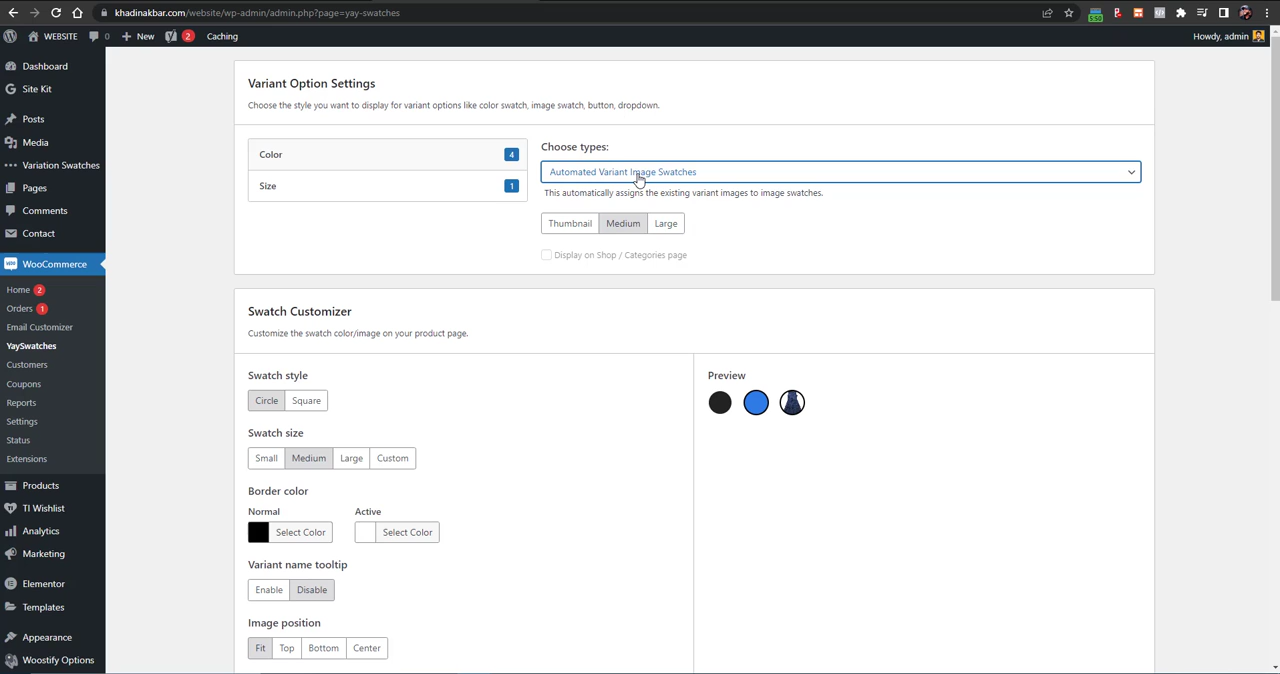 khadinakbar.com/website/wp-admin/admin.php?page=yay-swatches
WEBSITE
0
New
2
Caching
Howdy, admin
Dashboard
Site Kit
Posts
Media
Variation Swatches
Pages
Comments
Contact
WooCommerce
Home 2
Orders 1
Email Customizer
YaySwatches
Customers
Coupons
Reports
Settings
Status
Extensions
Products
TI Wishlist
Analytics
Marketing
Elementor
Templates
Appearance
Woostify Options
Variant Option Settings
Choose the style you want to display for variant options like color swatch, image swatch, button, dropdown.
Color 4
Size 1
Choose types:
Automated Variant Image Swatches
This automatically assigns the existing variant images to image swatches.
Thumbnail Medium Large
Display on Shop / Categories page
Swatch Customizer
Customize the swatch color/image on your product page.
Swatch style
Circle Square
Swatch size
Small Medium Large Custom
Border color
Normal Active
Select Color Select Color
Variant name tooltip
Enable Disable
Image position
Fit Top Bottom Center
Preview